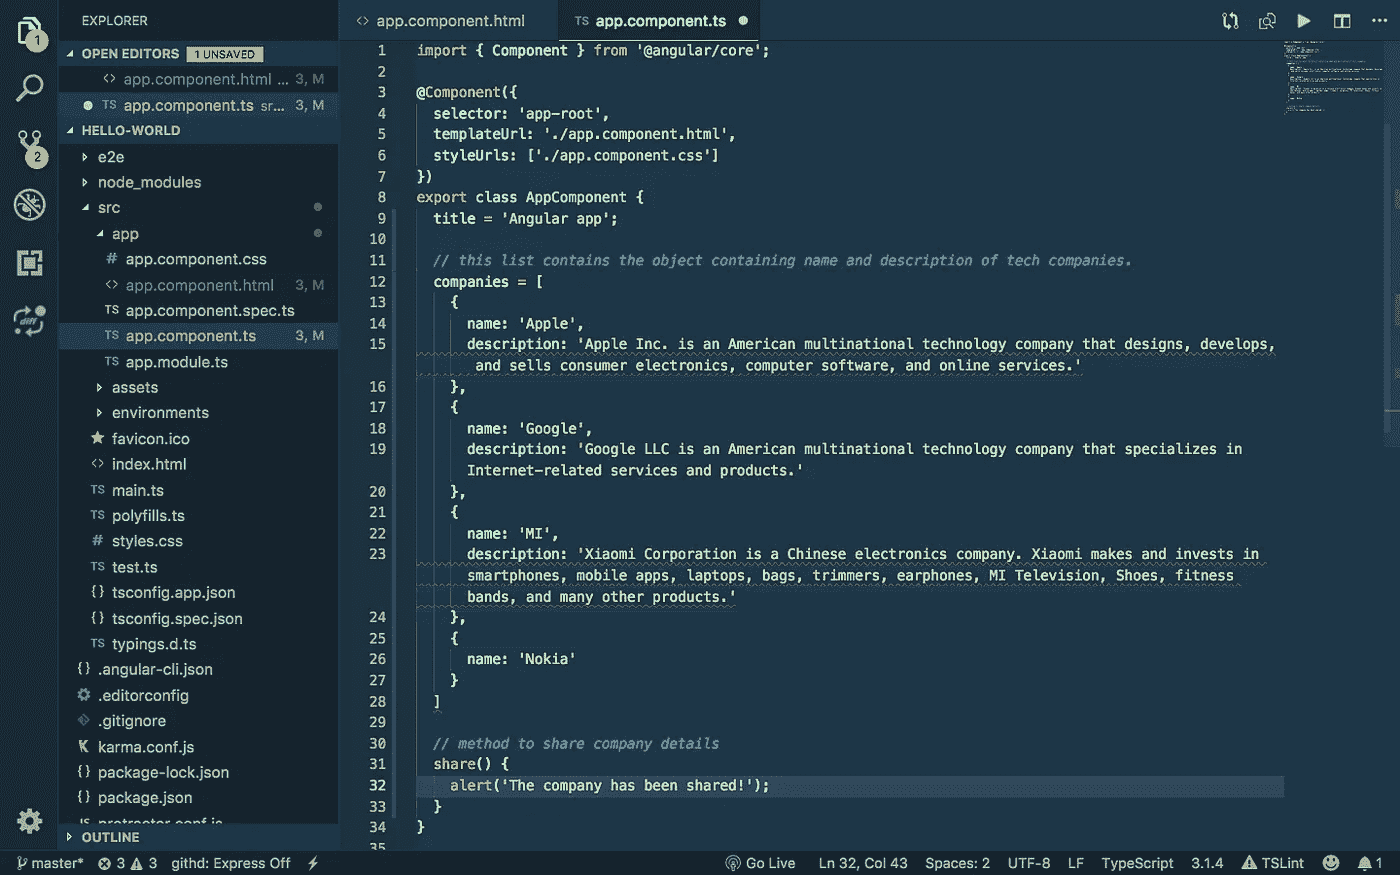 EXPLORER
OPEN EDITORS 1 UNSAVED
<> app.component.html ... 3, M
TS app.component.ts sr... 3, M
HELLO-WORLD
e2e
node_modules
src
app
# app.component.css
<> app.component.html 3, M
TS app.component.spec.ts
TS app.component.ts 3, M
TS app.module.ts
assets
environments
favicon.ico
<> index.html
TS main.ts
TS polyfills.ts
# styles.css
TS test.ts
{} tsconfig.app.json
{} tsconfig.spec.json
TS typings.d.ts
{} .angular-cli.json
.editorconfig
.gitignore
K karma.conf.js
{} package-lock.json
{} package.json
JS protractor.conf.js
OUTLINE
1
2
diff
<> app.component.html
TS app.component.ts
1 import { Component } from '@angular/core';
2
3 @Component({
4 selector: 'app-root',
5 templateUrl: './app.component.html',
6 styleUrls: ['./app.component.css']
7 })
8 export class AppComponent {
9 title = 'Angular app';
10
11 // this list contains the object containing name and description of tech companies.
12 companies = [
13 {
14 name: 'Apple',
15 description: 'Apple Inc. is an American multinational technology company that designs, develops,
and sells consumer electronics, computer software, and online services.'
16 },
17 {
18 name: 'Google',
19 description: 'Google LLC is an American multinational technology company that specializes in
Internet-related services and products.'
20 },
21 {
22 name: 'MI',
23 description: 'Xiaomi Corporation is a Chinese electronics company. Xiaomi makes and invests in
smartphones, mobile apps, laptops, bags, trimmers, earphones, MI Television, Shoes, fitness
bands, and many other products.'
24 },
25 {
26 name: 'Nokia'
27 }
28 ]
29
30 // method to share company details
31 share() {
32 alert('The company has been shared!');
33 }
34 }
35
master* 3 3 githd: Express Off Go Live Ln 32, Col 43 Spaces: 2 UTF-8 LF TypeScript 3.1.4 TSLint 1